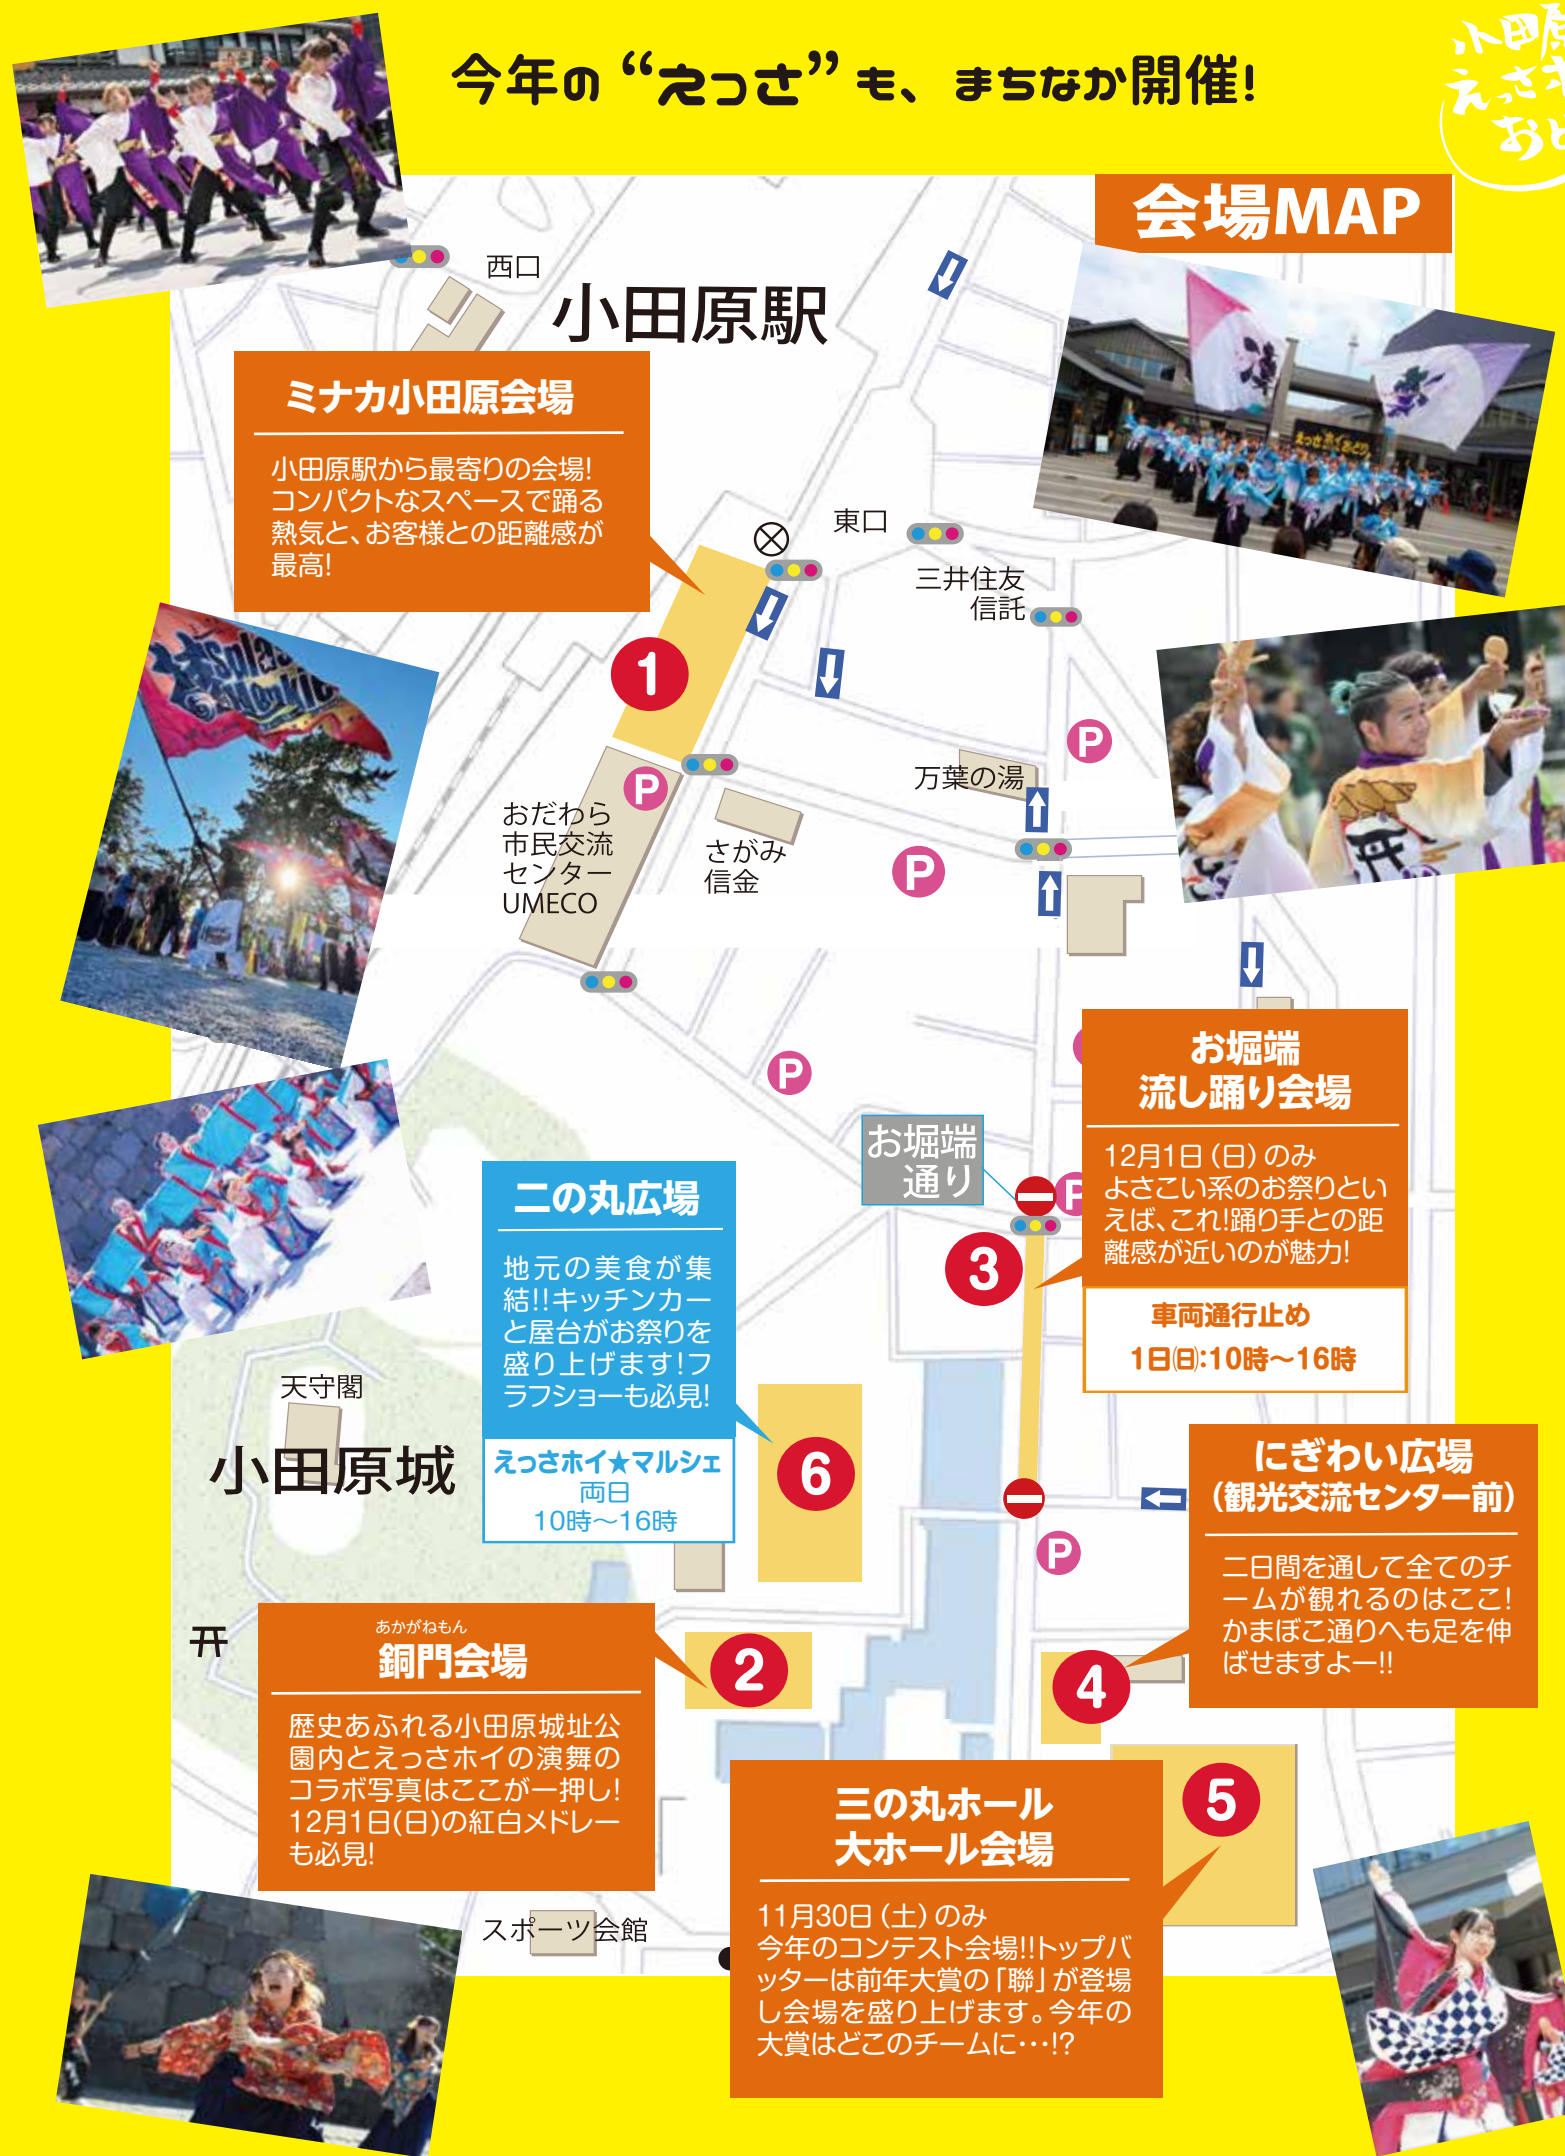 今年の“えっさ”も、まちなか開催!
小田原
えっさホ
おど
会場MAP
西口
小田原駅
ミナカ小田原会場
小田原駅から最寄りの会場!
コンパクトなスペースで踊る
熱気と、お客様との距離感が
最高!
えっさホイおどり
東口
三井住友
信託
1
P
P
万葉の湯
おだわら
市民交流
センター
UMECO
さがみ
信金
P
P
お堀端
流し踊り会場
12月1日(日)のみ
よさこい系のお祭りとい
えば、これ!踊り手との距
離感が近いのが魅力!
車両通行止め
1日㈰:10時〜16時
お堀端
通り
P
3
二の丸広場
地元の美食が集
結!!キッチンカー
と屋台がお祭りを
盛り上げます!フ
ラフショーも必見!
えっさホイ★マルシェ
両日
10時〜16時
6
天守閣
小田原城
にぎわい広場
(観光交流センター前)
二日間を通して全てのチ
ームが観れるのはここ!
かまぼこ通りへも足を伸
ばせますよー!!
P
4
あかがねもん
銅門会場
歴史あふれる小田原城址公
園内とえっさホイの演舞の
コラボ写真はここが一押し!
12月1日(日)の紅白メドレー
も必見!
2
三の丸ホール
大ホール会場
11月30日(土)のみ
今年のコンテスト会場!!トップバ
ッターは前年大賞の「聯」が登場
し会場を盛り上げます。今年の
大賞はどこのチームに・・・!?
5
スポーツ会館